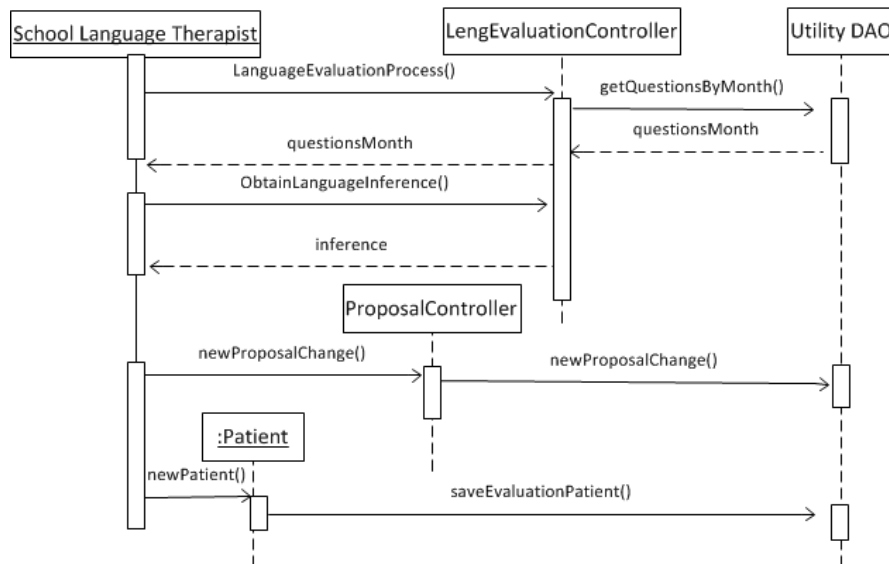 School Language Therapist
LengEvaluationController
Utility DAO
LanguageEvaluationProcess()
getQuestionsByMonth()
questionsMonth
questionsMonth
ObtainLanguageInference()
inference
ProposalController
newProposalChange()
newProposalChange()
:Patient
newPatient()
saveEvaluationPatient()